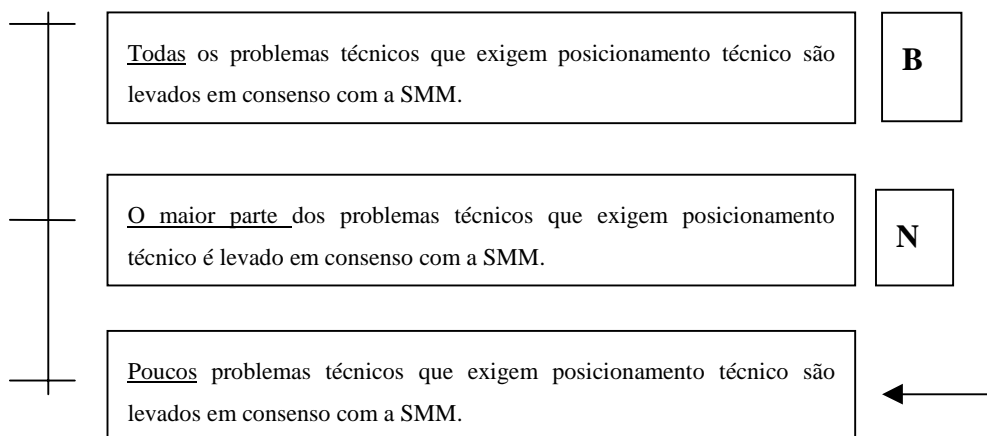 Todas os problemas técnicos que exigem posicionamento técnico são
levados em consenso com a SMM.
B
O maior parte dos problemas técnicos que exigem posicionamento
técnico é levado em consenso com a SMM.
N
Poucos problemas técnicos que exigem posicionamento técnico são
levados em consenso com a SMM.